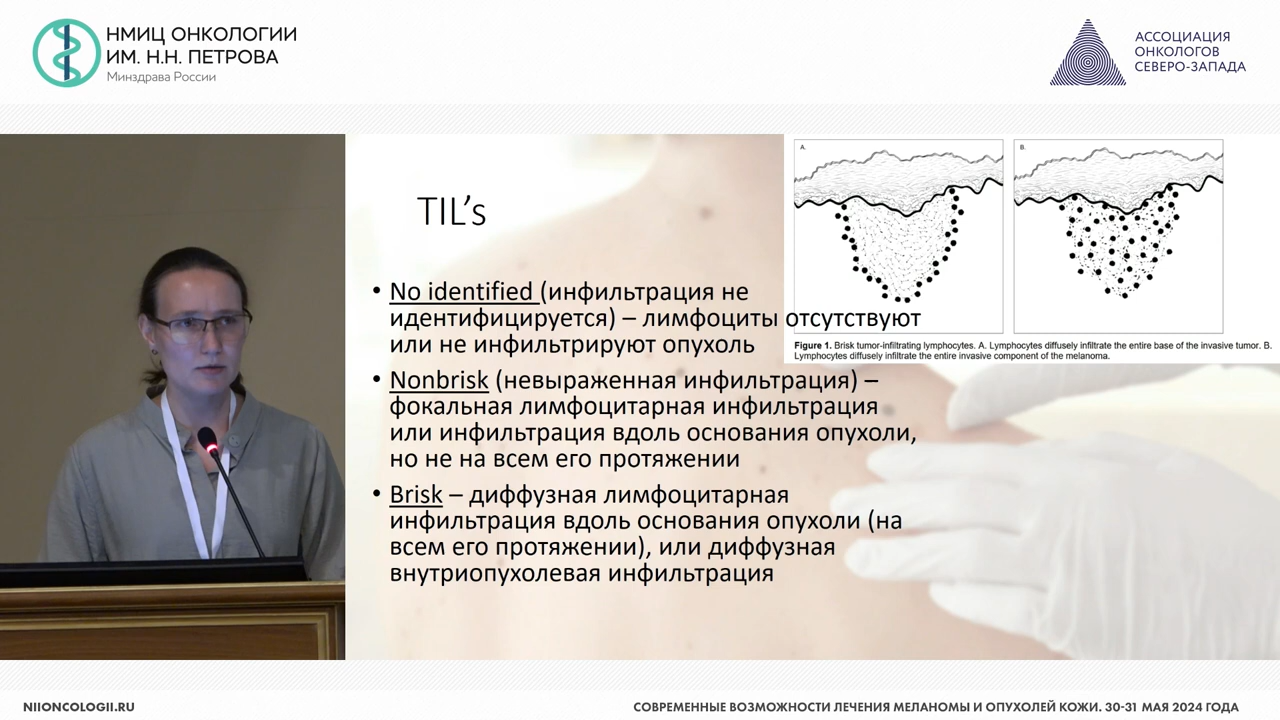 НМИЦ ОНКОЛОГИИ
ИМ. Н.Н. ПЕТРОВА
Минздрава России
АССОЦИАЦИЯ
ОНКОЛОГОВ
СЕВЕРО-ЗАПАДА
TIL’s
• No identified (инфильтрация не
идентифицируется) – лимфоциты отсутствуют
или не инфильтрируют опухоль
• Nonbrisk (невыраженная инфильтрация) –
фокальная лимфоцитарная инфильтрация
или инфильтрация вдоль основания опухоли,
но не на всем его протяжении
• Brisk – диффузная лимфоцитарная
инфильтрация вдоль основания опухоли (на
всем его протяжении), или диффузная
внутриопухолевая инфильтрация
A.
B.
Figure 1. Brisk tumor-infiltrating lymphocytes. A. Lymphocytes diffusely infiltrate the entire base of the invasive tumor. B.
Lymphocytes diffusely infiltrate the entire invasive component of the melanoma.
NIIONCOLOGII.RU
СОВРЕМЕННЫЕ ВОЗМОЖНОСТИ ЛЕЧЕНИЯ МЕЛАНОМЫ И ОПУХОЛЕЙ КОЖИ. 30-31 МАЯ 2024 ГОДА